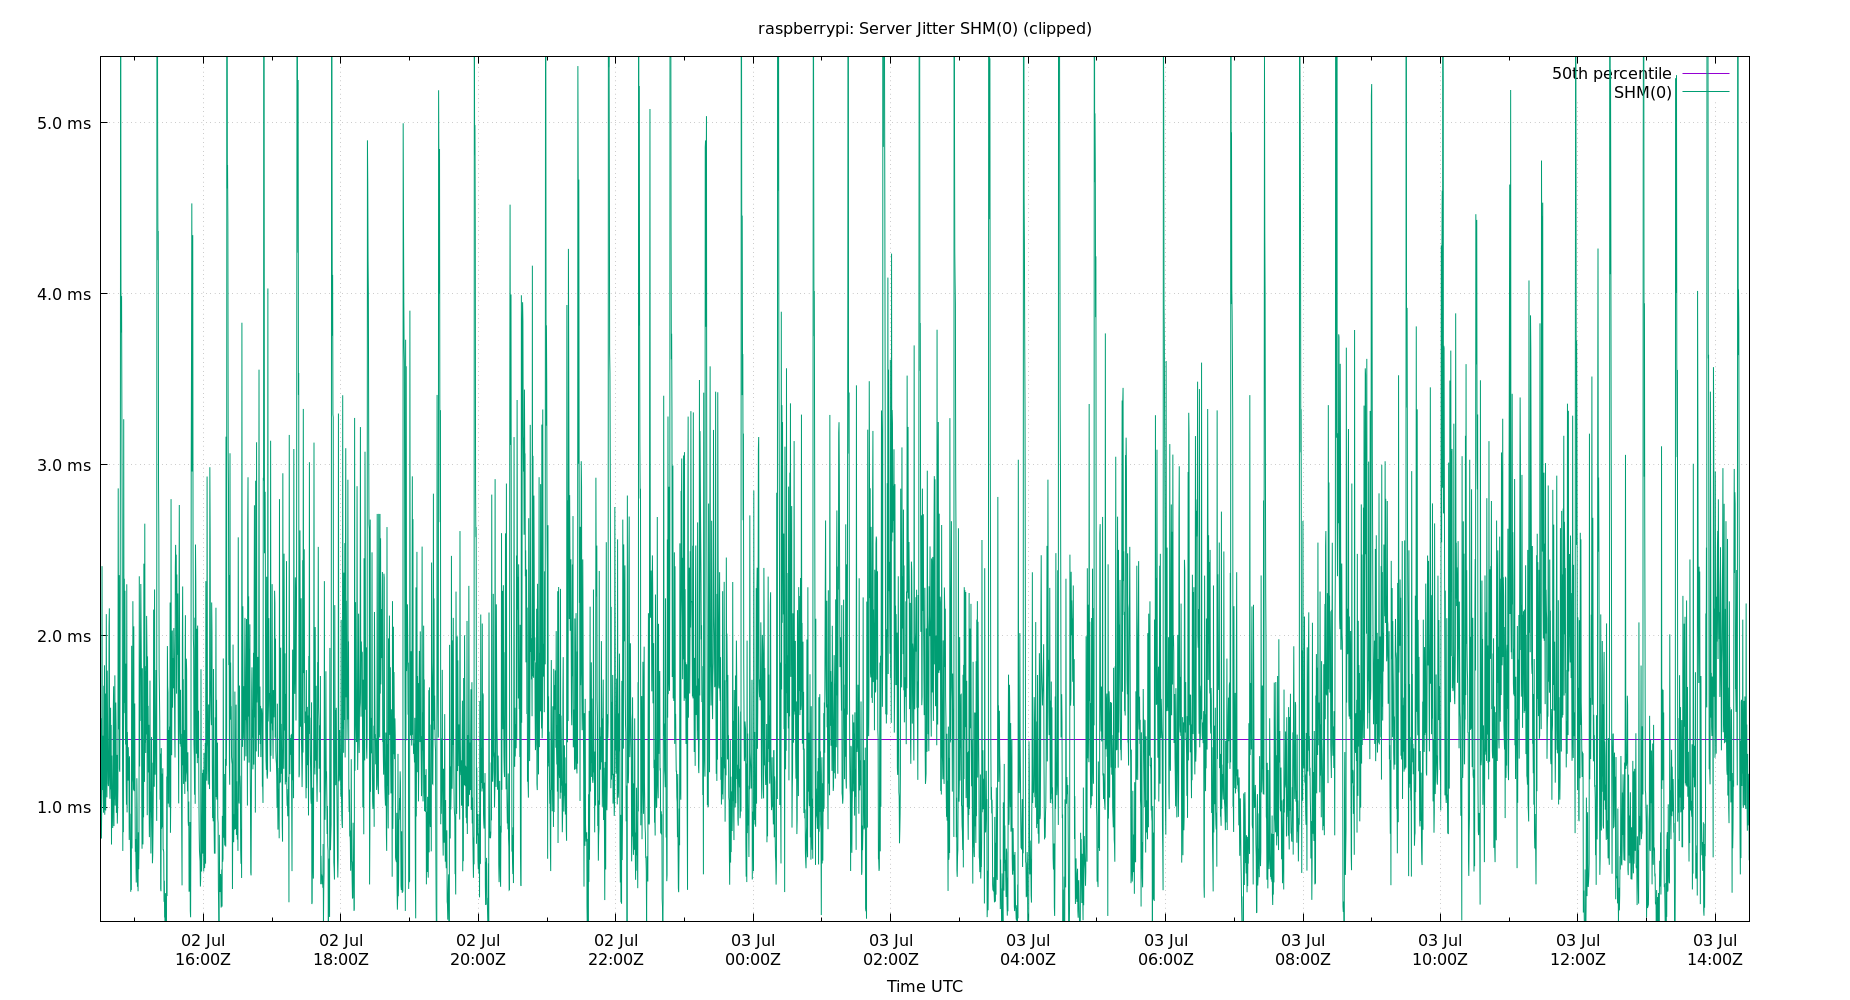 raspberrypi: Server Jitter SHM(0) (clipped)
50th percentile
SHM(0)
5.0 ms
4.0 ms
3.0 ms
2.0 ms
1.0 ms
02 Jul 02 Jul 02 Jul 02 Jul 03 Jul 03 Jul 03 Jul 03 Jul 03 Jul 03 Jul 03 Jul 03 Jul
16:00Z 18:00Z 20:00Z 22:00Z 00:00Z 02:00Z 04:00Z 06:00Z 08:00Z 10:00Z 12:00Z 14:00Z
Time UTC